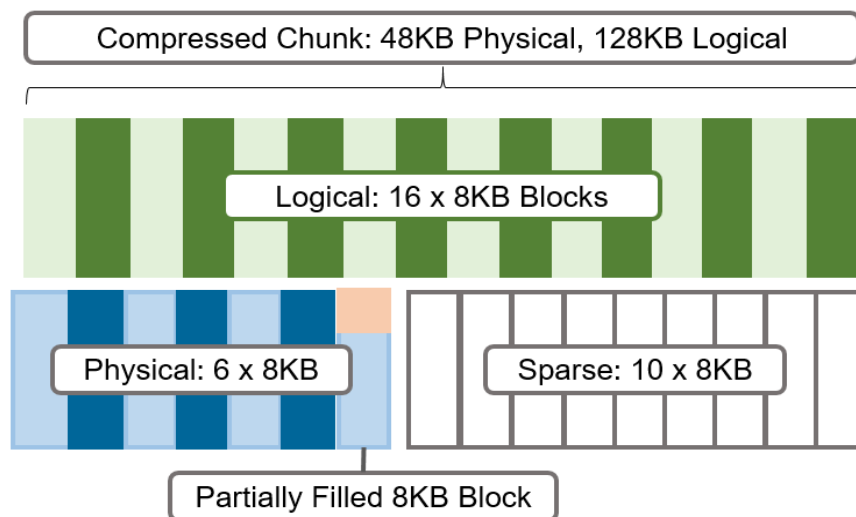 Compressed Chunk: 48KB Physical, 128KB Logical
Logical: 16 x 8KB Blocks
Physical: 6 x 8KB
Sparse: 10 x 8KB
Partially Filled 8KB Block